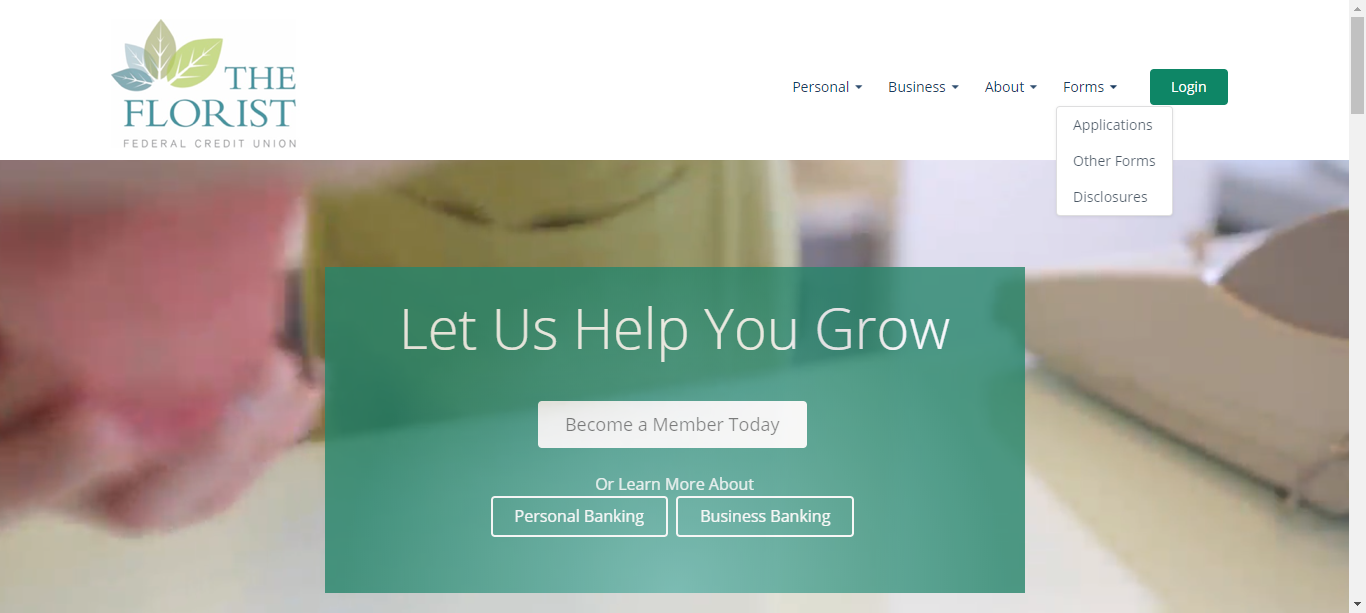 THE
FLORIST
FEDERAL CREDIT UNION
Personal
Business
About
Forms
Login
Applications
Other Forms
Disclosures
Let Us Help You Grow
Become a Member Today
Or Learn More About
Personal Banking
Business Banking